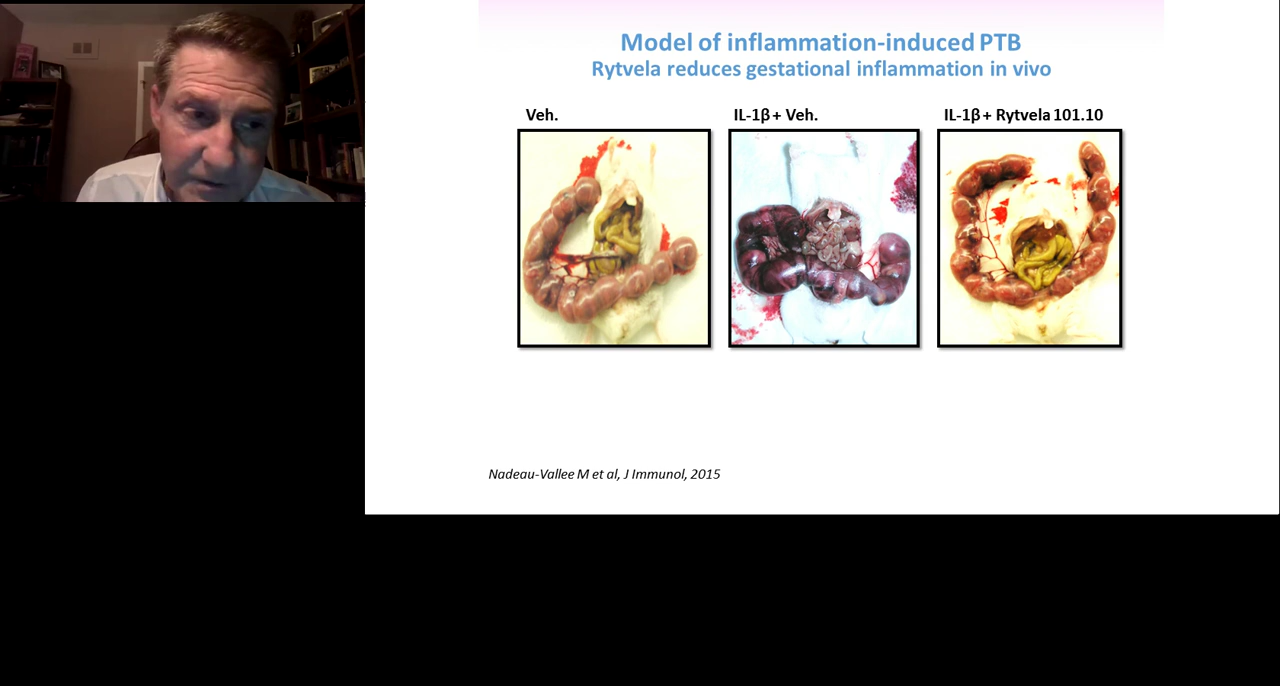 Model of inflammation-induced PTB
Rytvela reduces gestational inflammation in vivo
Veh.
IL-1β + Veh.
IL-1β + Rytvela 101.10
Nadeau-Vallee M et al, J Immunol, 2015